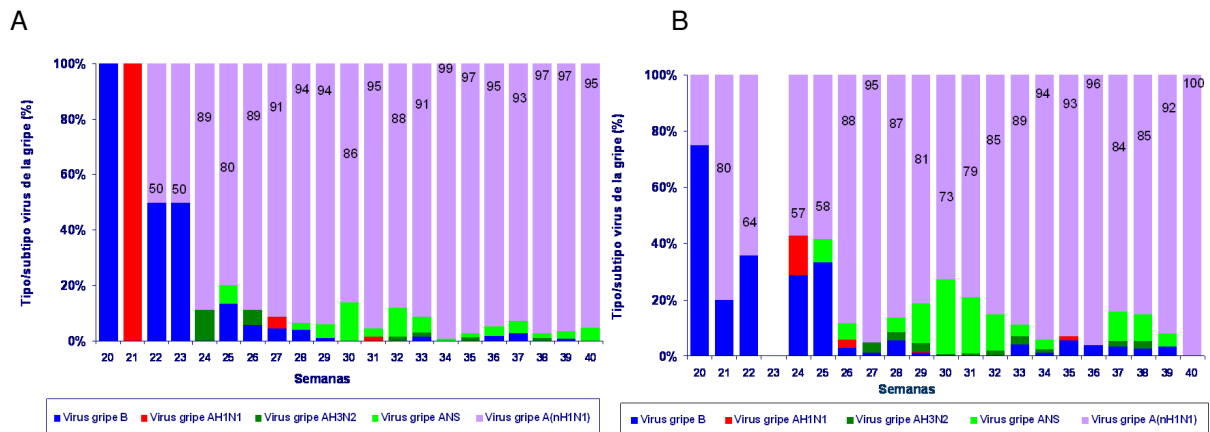 A
B
Tipo/subtipo virus de la gripe (%)
100%
80%
60%
40%
20%
0%
50 50 89 80 89 91 94 94 86 95 88 91 99 97 95 93 97 97 95
20 21 22 23 24 25 26 27 28 29 30 31 32 33 34 35 36 37 38 39 40
Semanas
Virus gripe B Virus gripe AH1N1 Virus gripe AH3N2 Virus gripe ANS Virus gripe A(nH1N1)
Tipo/subtipo virus de la gripe (%)
100%
80%
60%
40%
20%
0%
80 64 57 58 88 95 87 81 73 79 85 89 94 93 96 84 85 92 100
20 21 22 23 24 25 26 27 28 29 30 31 32 33 34 35 36 37 38 39 40
Semanas
Virus gripe B Virus gripe AH1N1 Virus gripe AH3N2 Virus gripe ANS Virus gripe A(nH1N1)